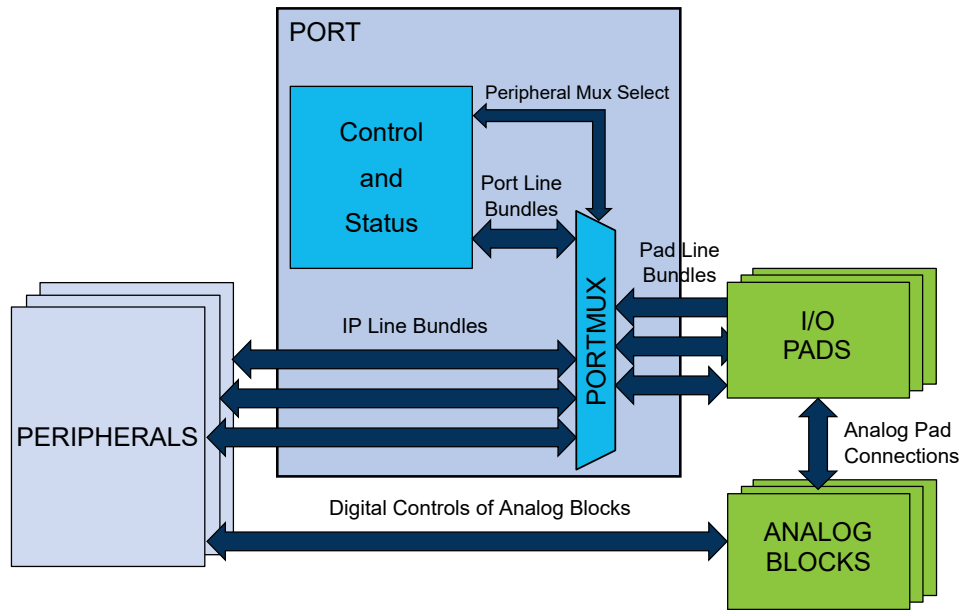 PORT
Peripheral Mux Select
Control
and
Status
Port Line
Bundles
Pad Line
Bundles
PORTMUX
I/O
PADS
IP Line Bundles
PERIPHERALS
Analog Pad
Connections
Digital Controls of Analog Blocks
ANALOG
BLOCKS